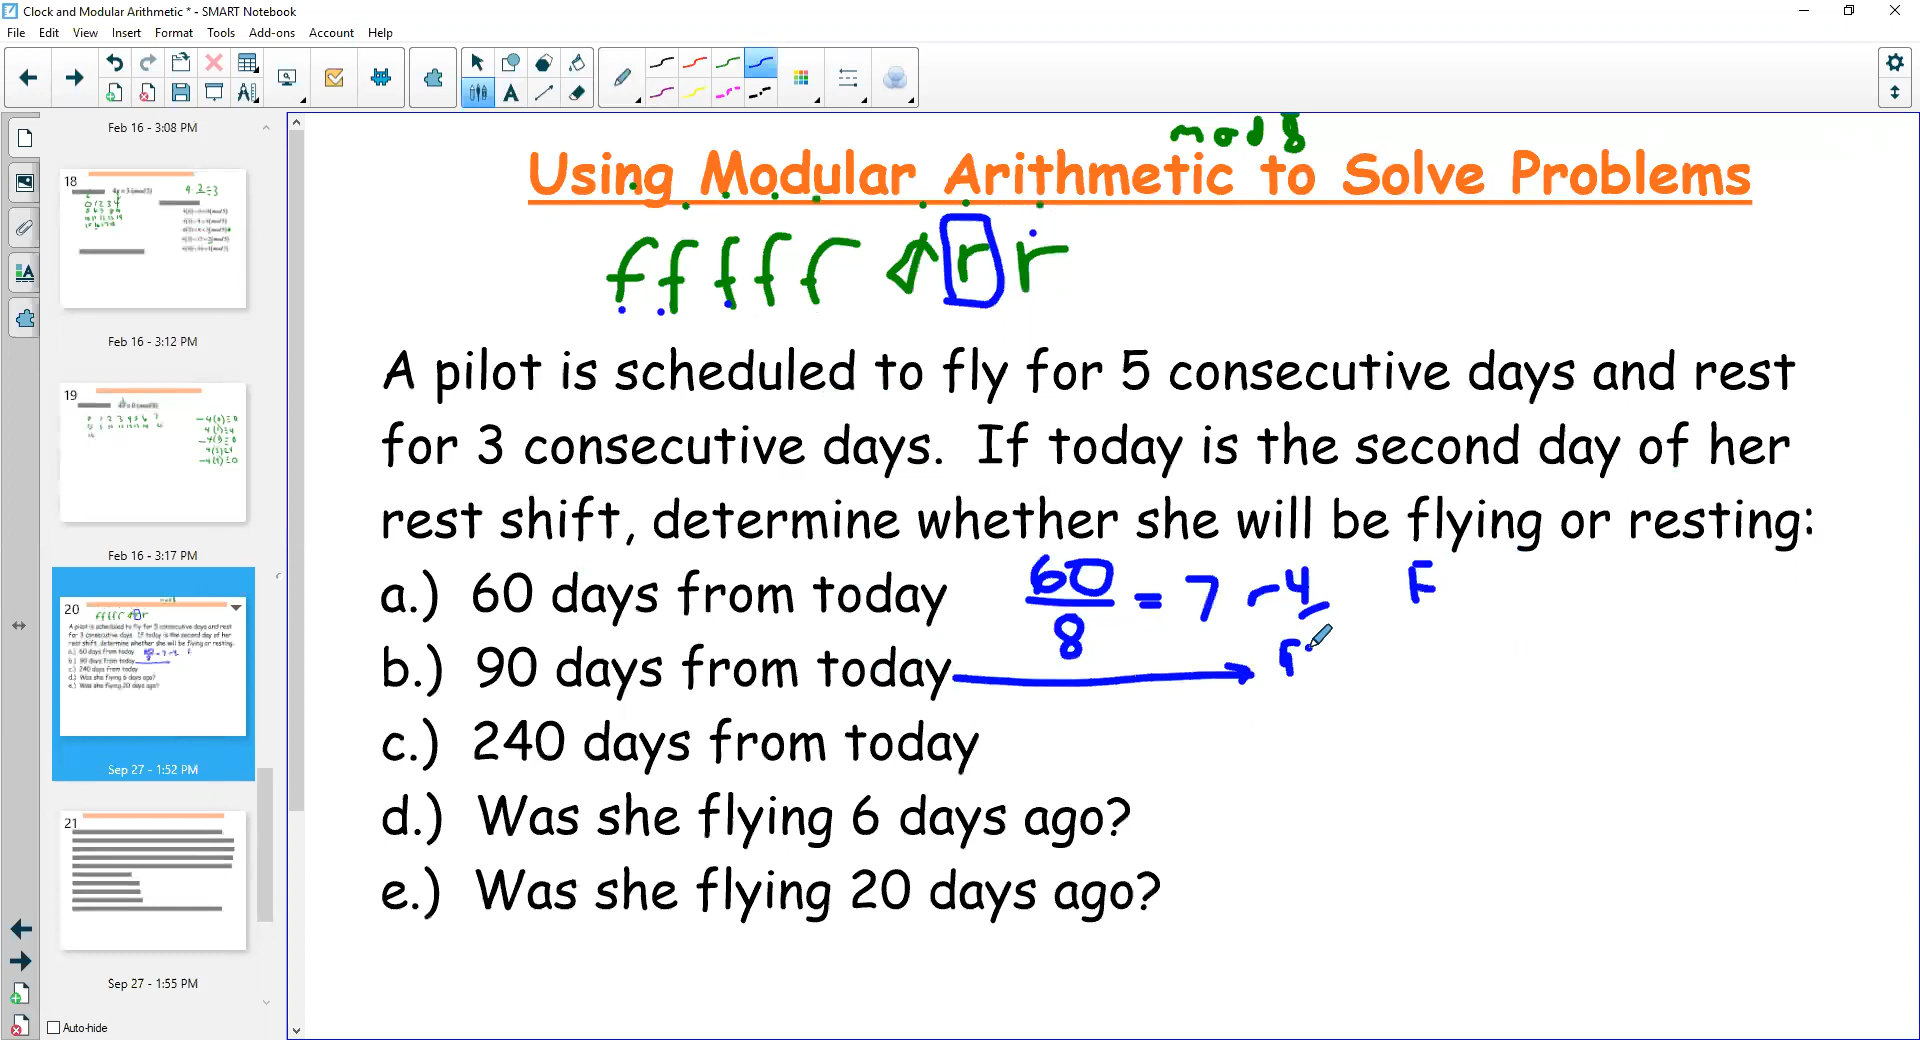 Clock and Modular Arithmetic * - SMART Notebook
File Edit View Insert Format Tools Add-ons Account Help
Feb 16 - 3:08 PM
18
Feb 16 - 3:12 PM
19
Feb 16 - 3:17 PM
20
Sep 27 - 1:52 PM
21
Sep 27 - 1:55 PM
Auto-hide
mod 8
Using Modular Arithmetic to Solve Problems
f f f f f r r r
A pilot is scheduled to fly for 5 consecutive days and rest
for 3 consecutive days. If today is the second day of her
rest shift, determine whether she will be flying or resting:
a.) 60 days from today 60/8 = 7 r 4 F
b.) 90 days from today r
c.) 240 days from today
d.) Was she flying 6 days ago?
e.) Was she flying 20 days ago?